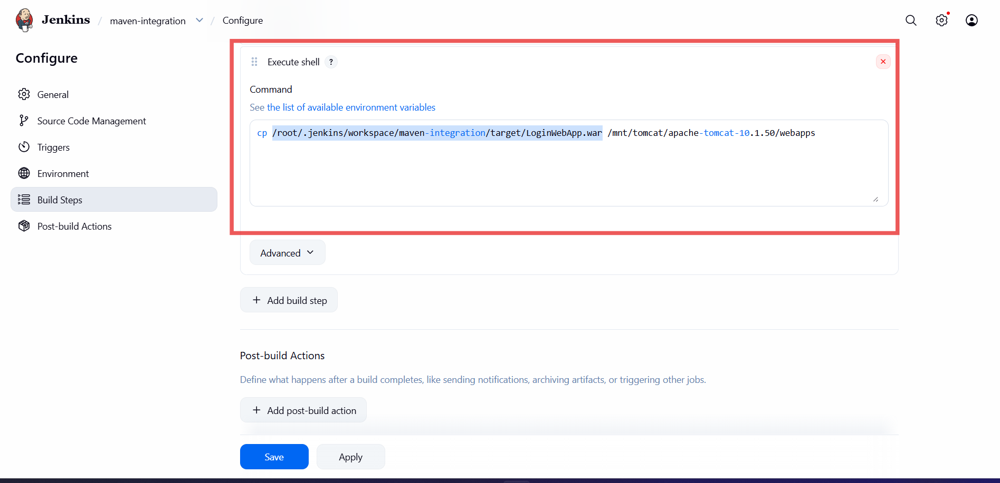 Jenkins / maven-integration / Configure
Configure
General
Source Code Management
Triggers
Environment
Build Steps
Post-build Actions
Execute shell ?
Command
See the list of available environment variables
cp /root/.jenkins/workspace/maven-integration/target/LoginWebApp.war /mnt/tomcat/apache-tomcat-10.1.50/webapps
Advanced
+ Add build step
Post-build Actions
Define what happens after a build completes, like sending notifications, archiving artifacts, or triggering other jobs.
+ Add post-build action
Save
Apply